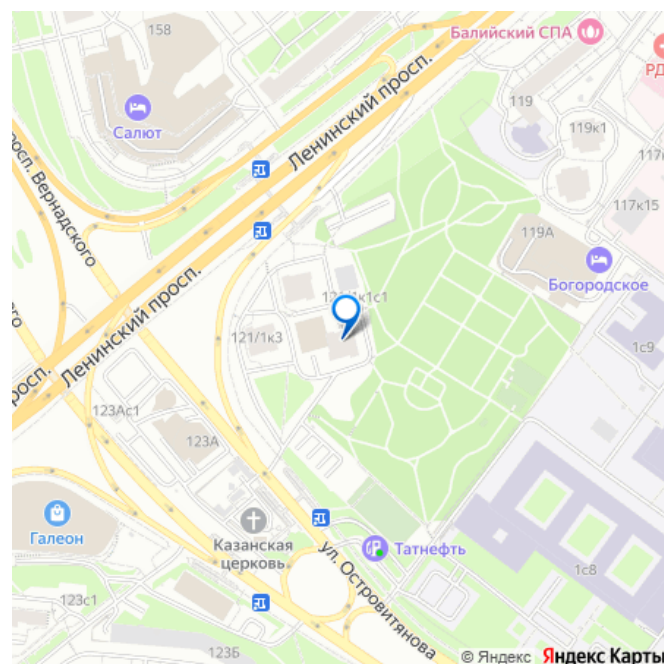 158
Балийский СПА
РД
Ленинский просп.
Салют
119
119к1
117к15
просп. Вернадского
119А
Богородское
121/1к1с1
121/1к3
Ленинский просп.
1с9
123Ас1
123А
Галеон
Казанская
церковь
Татнефть
ул. Островитянова
1с8
123с1
123Б
© Яндекс Яндекс Карты